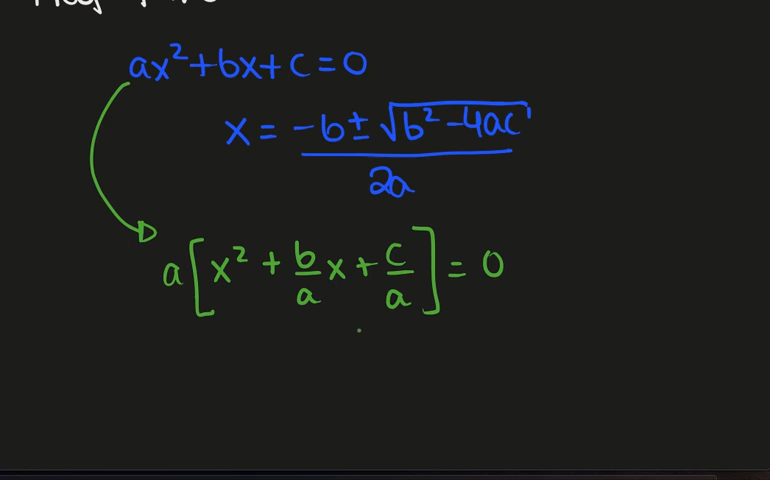 ax² + bx + c = 0
x = (-b ± √(b² - 4ac)) / 2a
a[x² + b/a x + c/a] = 0